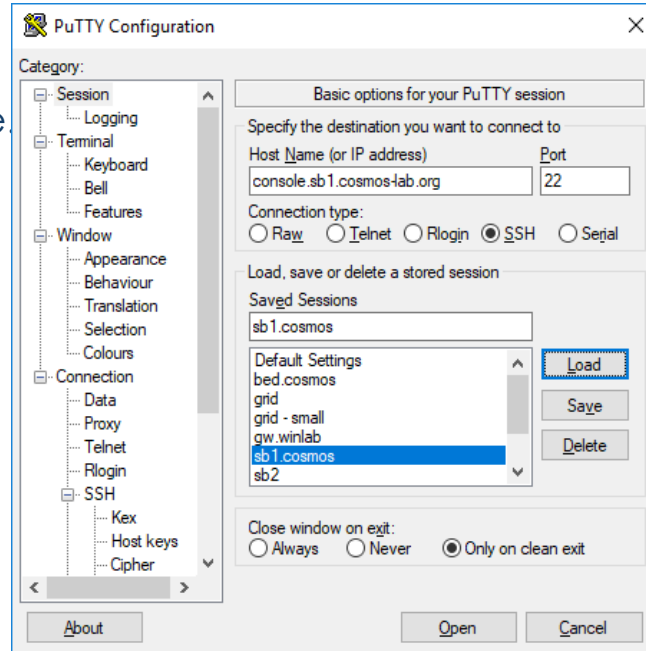 PuTTY Configuration
Category:
e.
Session
Logging
Terminal
Keyboard
Bell
Features
Window
Appearance
Behaviour
Translation
Selection
Colours
Connection
Data
Proxy
Telnet
Rlogin
SSH
Kex
Host keys
Cipher
Basic options for your PuTTY session
Specify the destination you want to connect to
Host Name (or IP address) Port
console.sb1.cosmos-lab.org 22
Connection type:
Raw Telnet Rlogin SSH Serial
Load, save or delete a stored session
Saved Sessions
sb1.cosmos
Default Settings
bed.cosmos
grid
grid - small
gw.winlab
sb1.cosmos
sb2
Load
Save
Delete
Close window on exit:
Always Never Only on clean exit
About Open Cancel